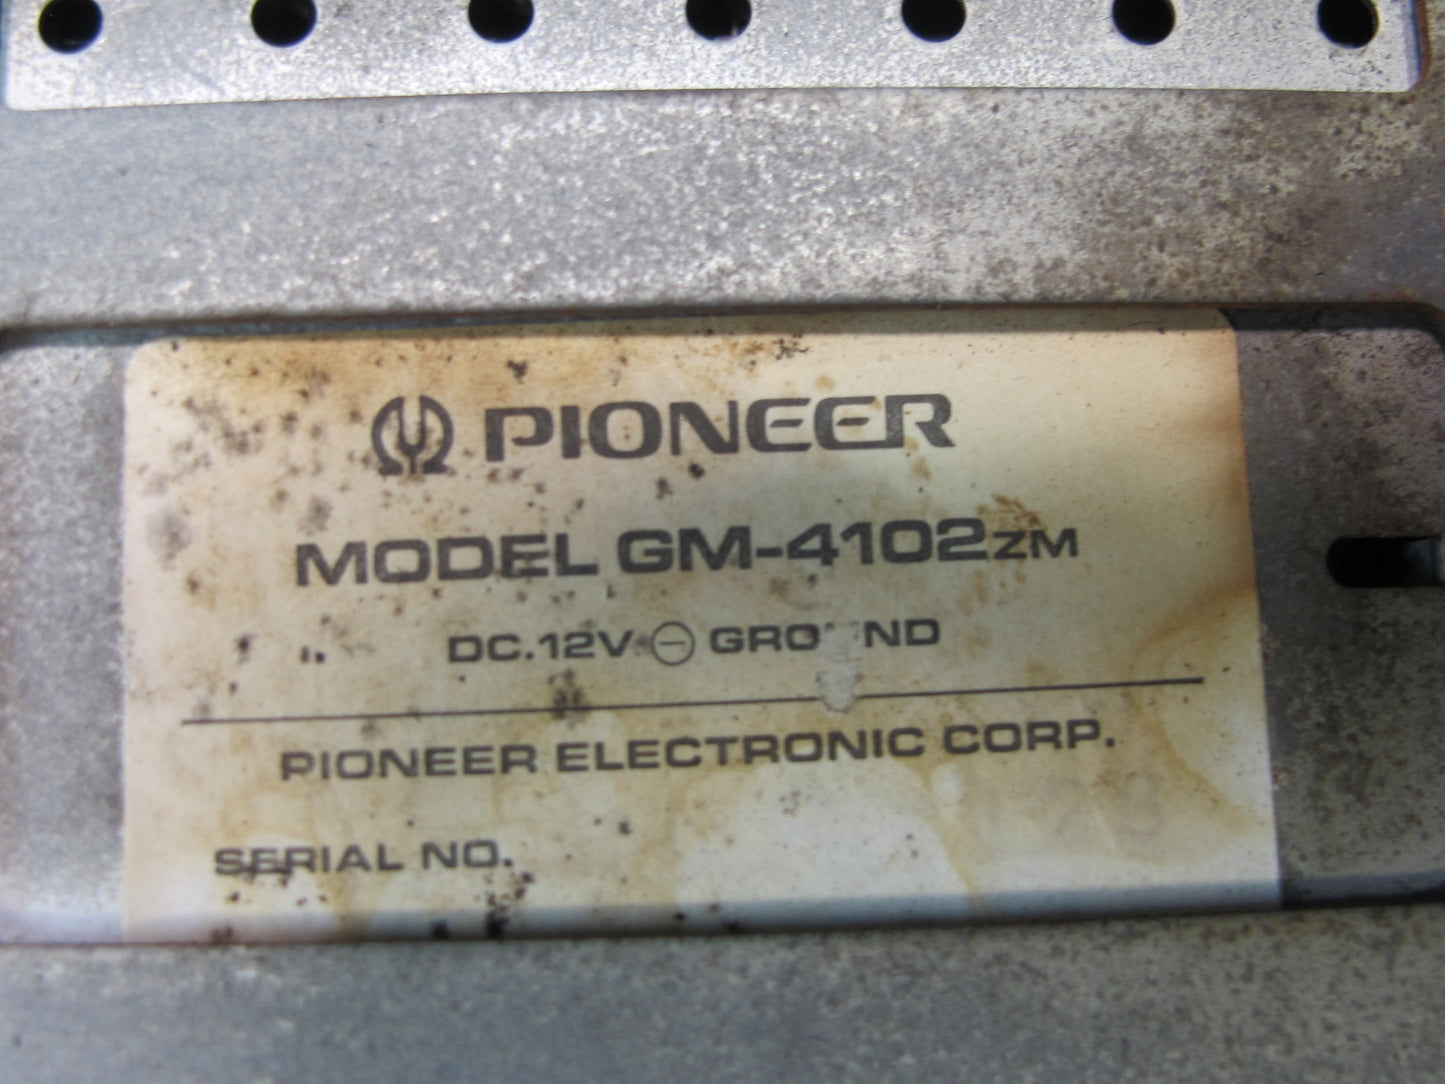 PIONEER
MODEL GM-4102ZM
DC.12V ⊖ GROUND
PIONEER ELECTRONIC CORP.
SERIAL NO.